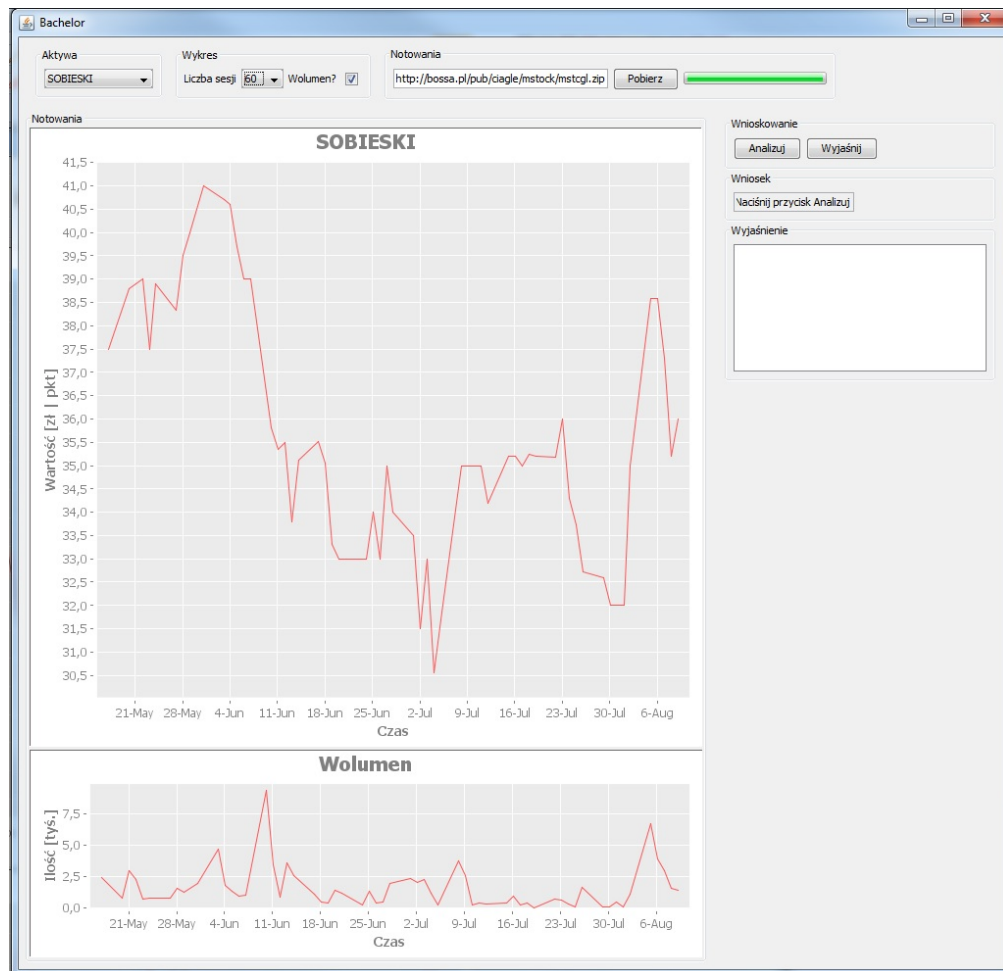 Bachelor
Aktywa
SOBIESKI
Wykres
Liczba sesji 60 Wolumen?
Notowania
http://bossa.pl/pub/ciagle/mstock/mstcgl.zip Pobierz
Notowania
SOBIESKI
Wartość [zł | pkt]
41,5
41,0
40,5
40,0
39,5
39,0
38,5
38,0
37,5
37,0
36,5
36,0
35,5
35,0
34,5
34,0
33,5
33,0
32,5
32,0
31,5
31,0
30,5
21-May 28-May 4-Jun 11-Jun 18-Jun 25-Jun 2-Jul 9-Jul 16-Jul 23-Jul 30-Jul 6-Aug
Czas
Wolumen
Ilość [tyś.]
7,5
5,0
2,5
0,0
21-May 28-May 4-Jun 11-Jun 18-Jun 25-Jun 2-Jul 9-Jul 16-Jul 23-Jul 30-Jul 6-Aug
Czas
Wnioskowanie
Analizuj Wyjaśnij
Wniosek
Naciśnij przycisk Analizuj
Wyjaśnienie